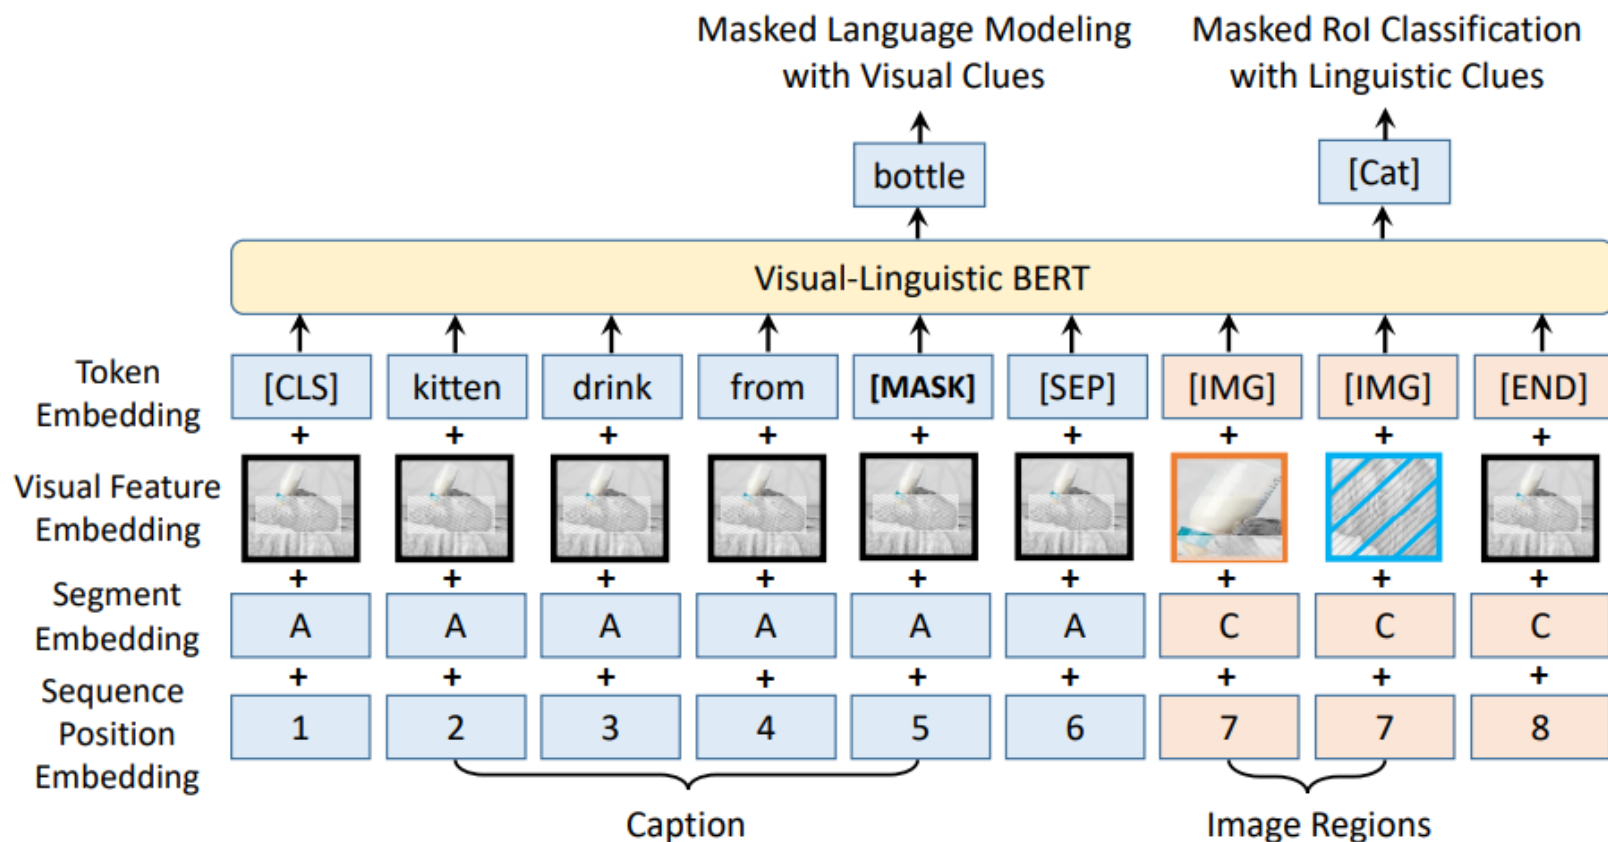 Masked Language Modeling
with Visual Clues
Masked RoI Classification
with Linguistic Clues
bottle
[Cat]
Visual-Linguistic BERT
Token
Embedding
[CLS] kitten drink from [MASK] [SEP] [IMG] [IMG] [END]
+ + + + + + + + +
Visual Feature
Embedding
+ + + + + + + + +
Segment
Embedding
A A A A A A C C C
+ + + + + + + + +
Sequence
Position
Embedding
1 2 3 4 5 6 7 7 8
Caption
Image Regions